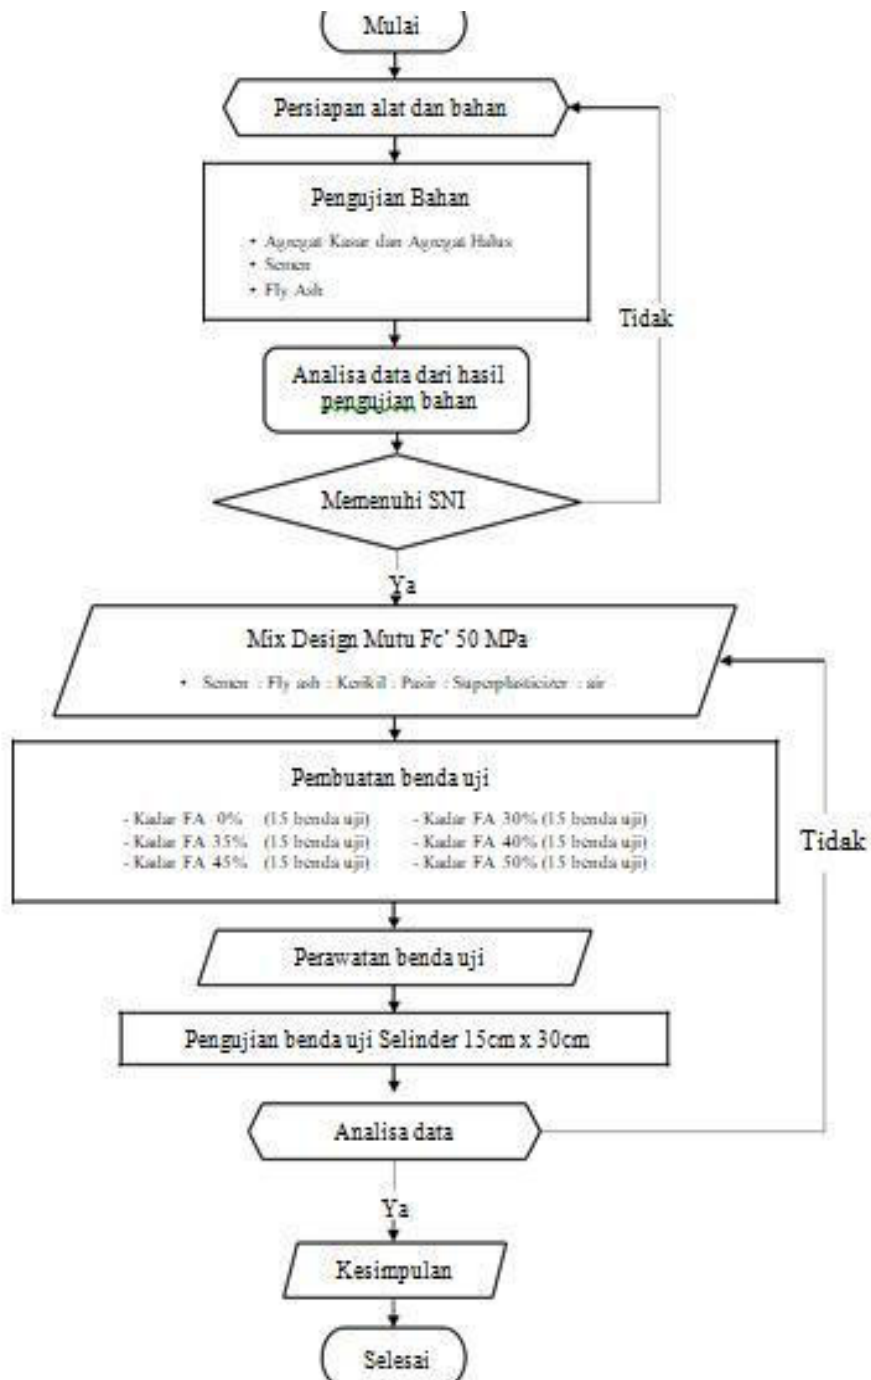 Mulai
Persiapan alat dan bahan
Pengujian Bahan
• Agregat Kasar dan Agregat Halus
• Semen
• Fly Ash
Tidak
Analisa data dari hasil
pengujian bahan
Memenuhi SNI
Ya
Mix Design Mutu Fc' 50 MPa
• Semen : Fly ash : Kerikil : Pasir : Superplasticizer : air
Pembuatan benda uji
- Kadar FA 0% (15 benda uji) - Kadar FA 30% (15 benda uji)
- Kadar FA 35% (15 benda uji) - Kadar FA 40% (15 benda uji)
- Kadar FA 45% (15 benda uji) - Kadar FA 50% (15 benda uji)
Tidak
Perawatan benda uji
Pengujian benda uji Selinder 15cm x 30cm
Analisa data
Ya
Kesimpulan
Selesai